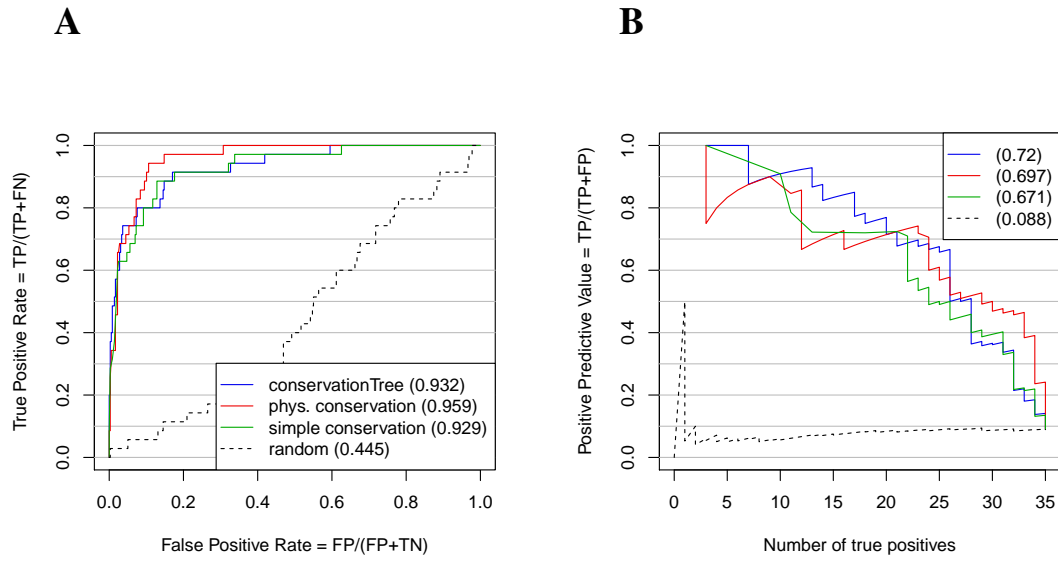 A
B
True Positive Rate = TP/(TP+FN)
1.0
0.8
0.6
0.4
0.2
0.0
conservationTree (0.932)
phys. conservation (0.959)
simple conservation (0.929)
random (0.445)
0.0 0.2 0.4 0.6 0.8 1.0
False Positive Rate = FP/(FP+TN)
Positive Predictive Value = TP/(TP+FP)
1.0
0.8
0.6
0.4
0.2
0.0
(0.72)
(0.697)
(0.671)
(0.088)
0 5 10 15 20 25 30 35
Number of true positives